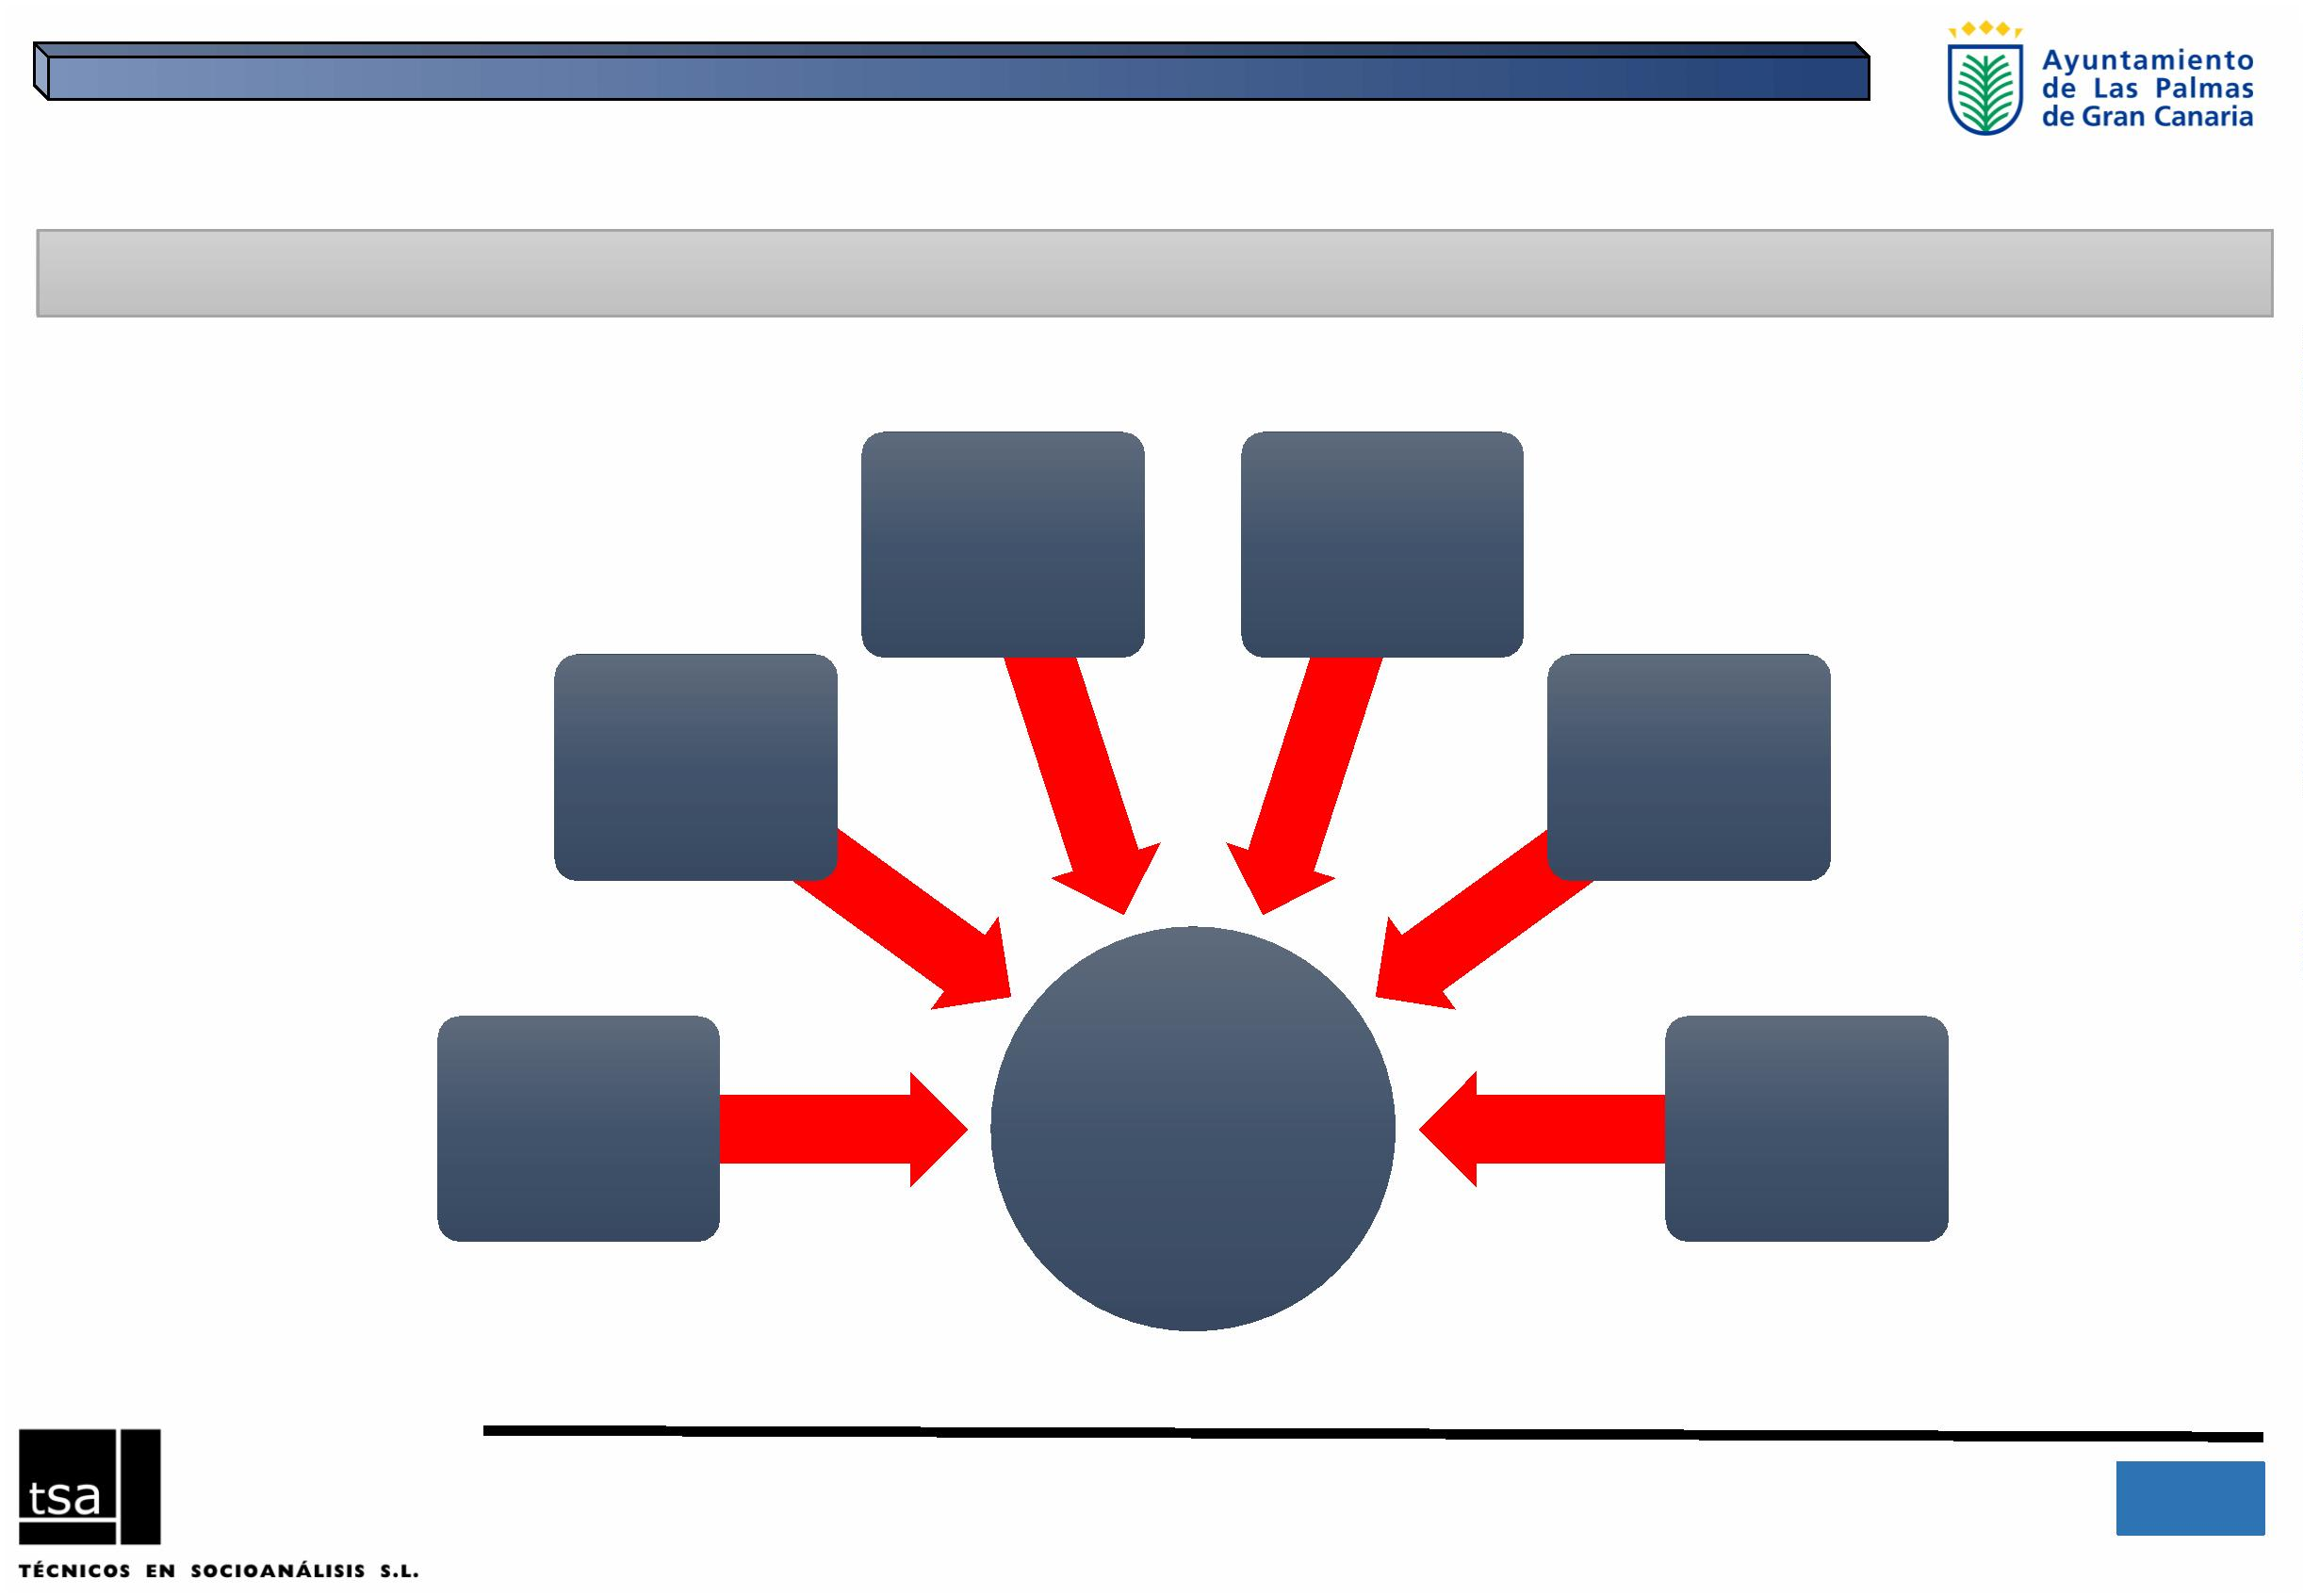 Ayuntamiento
de Las Palmas
de Gran Canaria
tsa
TÉCNICOS EN SOCIOANÁLISIS S.L.